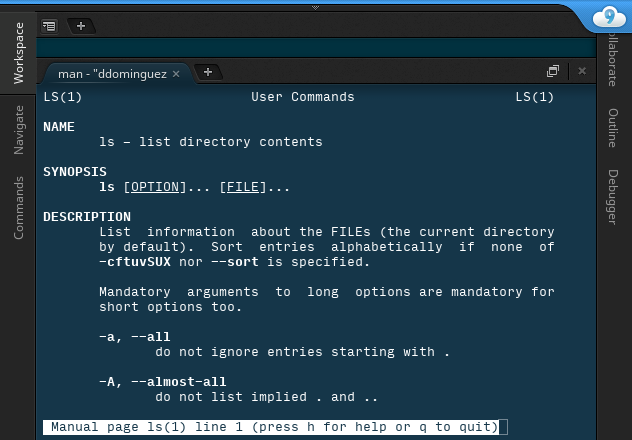 Workspace
Navigate
Commands
9
ollaborate
Outline
Debugger
man - "ddominguez
LS(1) User Commands LS(1)
NAME
ls - list directory contents
SYNOPSIS
ls [OPTION]... [FILE]...
DESCRIPTION
List information about the FILEs (the current directory
by default). Sort entries alphabetically if none of
-cftuvSUX nor --sort is specified.
Mandatory arguments to long options are mandatory for
short options too.
-a, --all
do not ignore entries starting with .
-A, --almost-all
do not list implied . and ..
Manual page ls(1) line 1 (press h for help or q to quit)